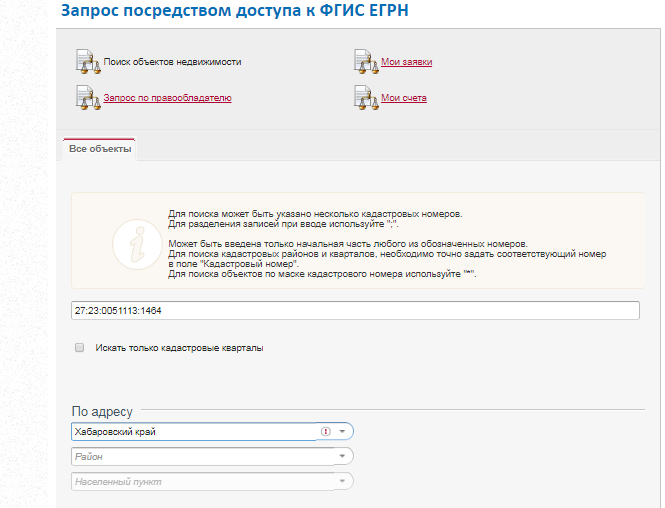 Запрос посредством доступа к ФГИС ЕГРН
Поиск объектов недвижимости
Мои заявки
Запрос по правообладателю
Мои счета
Все объекты
Для поиска может быть указано несколько кадастровых номеров.
Для разделения записей при вводе используйте ";".
Может быть введена только начальная часть любого из обозначенных номеров.
Для поиска кадастровых районов и кварталов, необходимо точно задать соответствующий номер
в поле "Кадастровый номер".
Для поиска объектов по маске кадастрового номера используйте "*".
27:23:0051113:1464
Искать только кадастровые кварталы
По адресу
Хабаровский край
Район
Населенный пункт